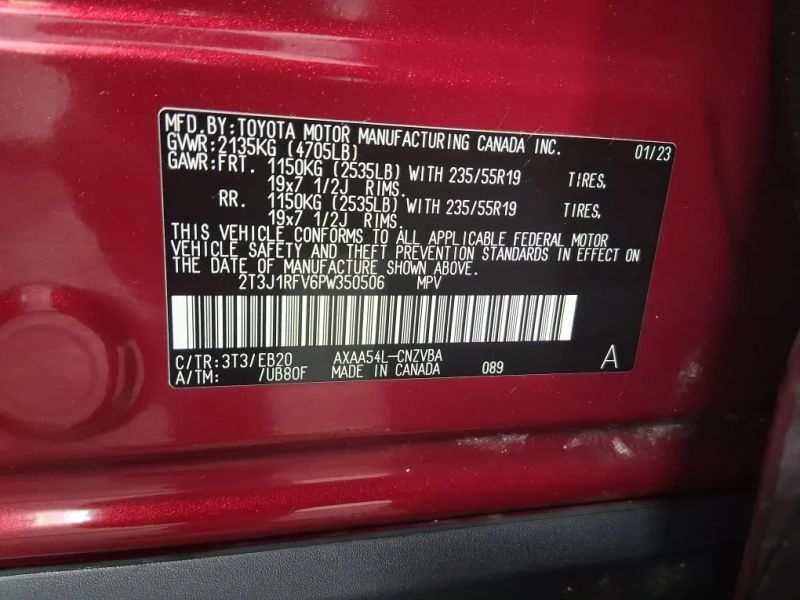 MFD. BY: TOYOTA MOTOR MANUFACTURING CANADA INC. 01/23
GVWR: 2135KG (4705LB)
GAWR: FRT. 1150KG (2535LB) WITH 235/55R19 TIRES,
19x7 1/2J RIMS.
RR. 1150KG (2535LB) WITH 235/55R19 TIRES,
19x7 1/2J RIMS.
THIS VEHICLE CONFORMS TO ALL APPLICABLE FEDERAL MOTOR
VEHICLE SAFETY AND THEFT PREVENTION STANDARDS IN EFFECT ON
THE DATE OF MANUFACTURE SHOWN ABOVE.
2T3J1RFV6PW350506 MPV
C/TR: 3T3/EB20 AXAA54L-CNZVBA
A/TM: /UB80F MADE IN CANADA 089 A